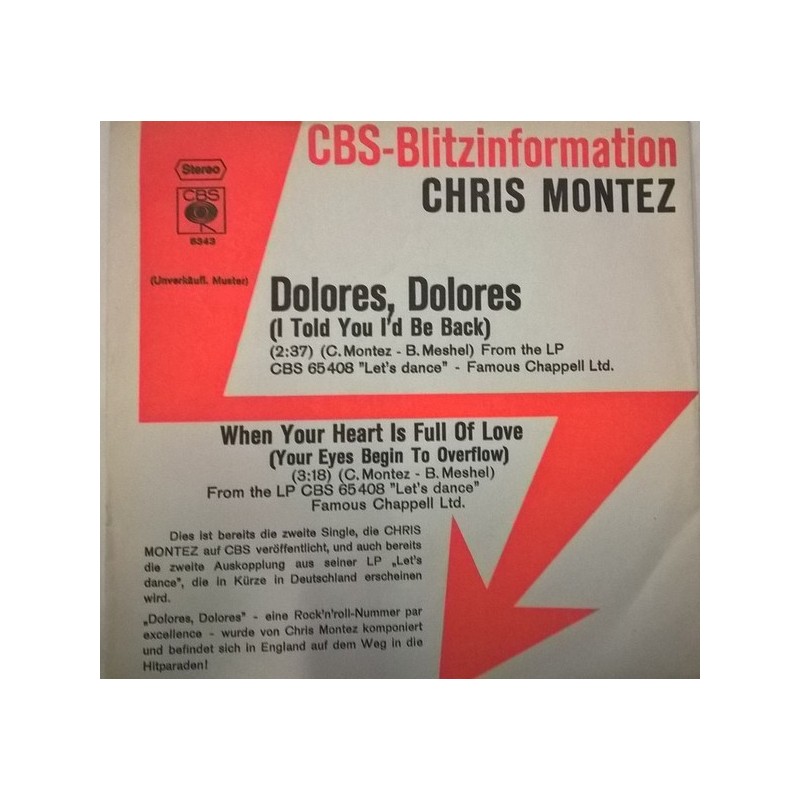 CBS-Blitzinformation
CHRIS MONTEZ
Stereo
CBS
8343
(Unverkäufl. Muster)
Dolores, Dolores
(I Told You I'd Be Back)
(2:37) (C. Montez - B. Meshel) From the LP
CBS 65 408 "Let's dance" - Famous Chappell Ltd.
When Your Heart Is Full Of Love
(Your Eyes Begin To Overflow)
(3:18) (C. Montez - B. Meshel)
From the LP CBS 65 408 "Let's dance"
Famous Chappell Ltd.
Dies ist bereits die zweite Single, die CHRIS
MONTEZ auf CBS veröffentlicht, und auch bereits
die zweite Auskopplung aus seiner LP „Let's
dance", die in Kürze in Deutschland erscheinen
wird.
„Dolores, Dolores" - eine Rock'n'roll-Nummer par
excellence - wurde von Chris Montez komponiert
und befindet sich in England auf dem Weg in die
Hitparaden!